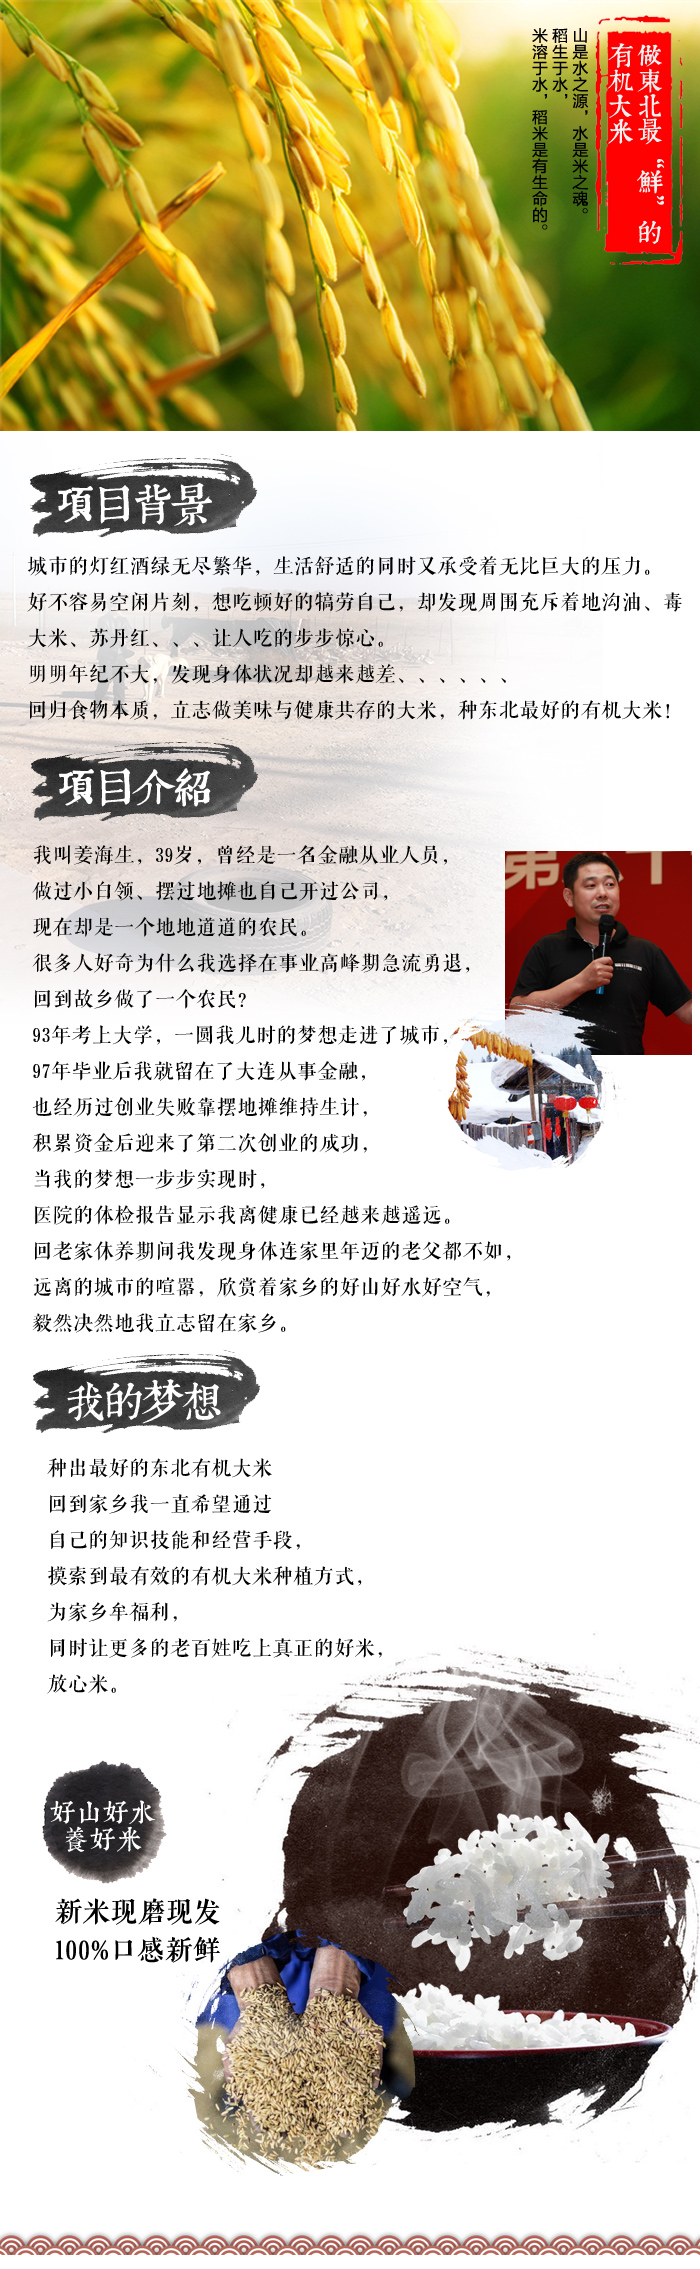 做東北最“鮮”的
有机大米
山是水之源，水是米之魂。
稻生于水，
米溶于水，稻米是有生命的。
項目背景
城市的灯红酒绿无尽繁华，生活舒适的同时又承受着无比巨大的压力。
好不容易空闲片刻，想吃顿好的犒劳自己，却发现周围充斥着地沟油、毒
大米、苏丹红、、、让人吃的步步惊心。
明明年纪不大，发现身体状况却越来越差、、、、、、
回归食物本质，立志做美味与健康共存的大米，种东北最好的有机大米！
項目介紹
我叫姜海生，39岁，曾经是一名金融从业人员，
做过小白领、摆过地摊也自己开过公司，
现在却是一个地地道道的农民。
很多人好奇为什么我选择在事业高峰期急流勇退，
回到故乡做了一个农民？
93年考上大学，一圆我儿时的梦想走进了城市，
97年毕业后我就留在了大连从事金融，
也经历过创业失败靠摆地摊维持生计，
积累资金后迎来了第二次创业的成功，
当我的梦想一步步实现时，
医院的体检报告显示我离健康已经越来越遥远。
回老家休养期间我发现身体连家里年迈的老父都不如，
远离的城市的喧嚣，欣赏着家乡的好山好水好空气，
毅然决然地我立志留在家乡。
我的梦想
种出最好的东北有机大米
回到家乡我一直希望通过
自己的知识技能和经营手段，
摸索到最有效的有机大米种植方式，
为家乡牟福利，
同时让更多的老百姓吃上真正的好米，
放心米。
好山好水
養好米
新米现磨现发
100%口感新鲜